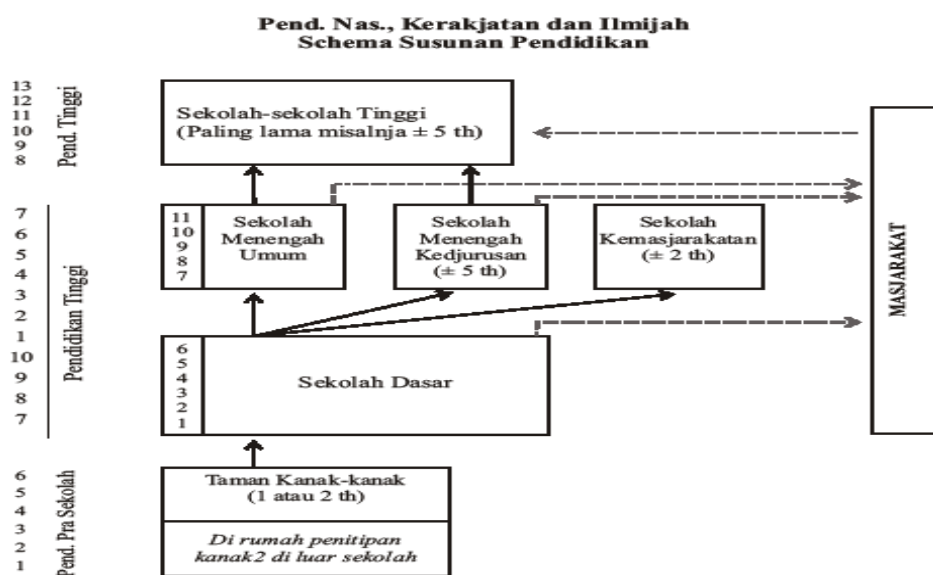 Pend. Nas., Kerakjatan dan Ilmijah
Schema Susunan Pendidikan
13
12
11
10
9
8
Pend. Tinggi
Sekolah-sekolah Tinggi
(Paling lama misalnja ± 5 th)
7
6
5
4
3
2
1
10
9
8
7
Pendidikan Tinggi
11
10
9
8
7
Sekolah
Menengah
Umum
Sekolah
Menengah
Kedjurusan
(± 5 th)
Sekolah
Kemasjarakatan
(± 2 th)
MASJARAKAT
6
5
4
3
2
1
Sekolah Dasar
6
5
4
3
2
1
Pend. Pra Sekolah
Taman Kanak-kanak
(1 atau 2 th)
Di rumah penitipan
kanak2 di luar sekolah